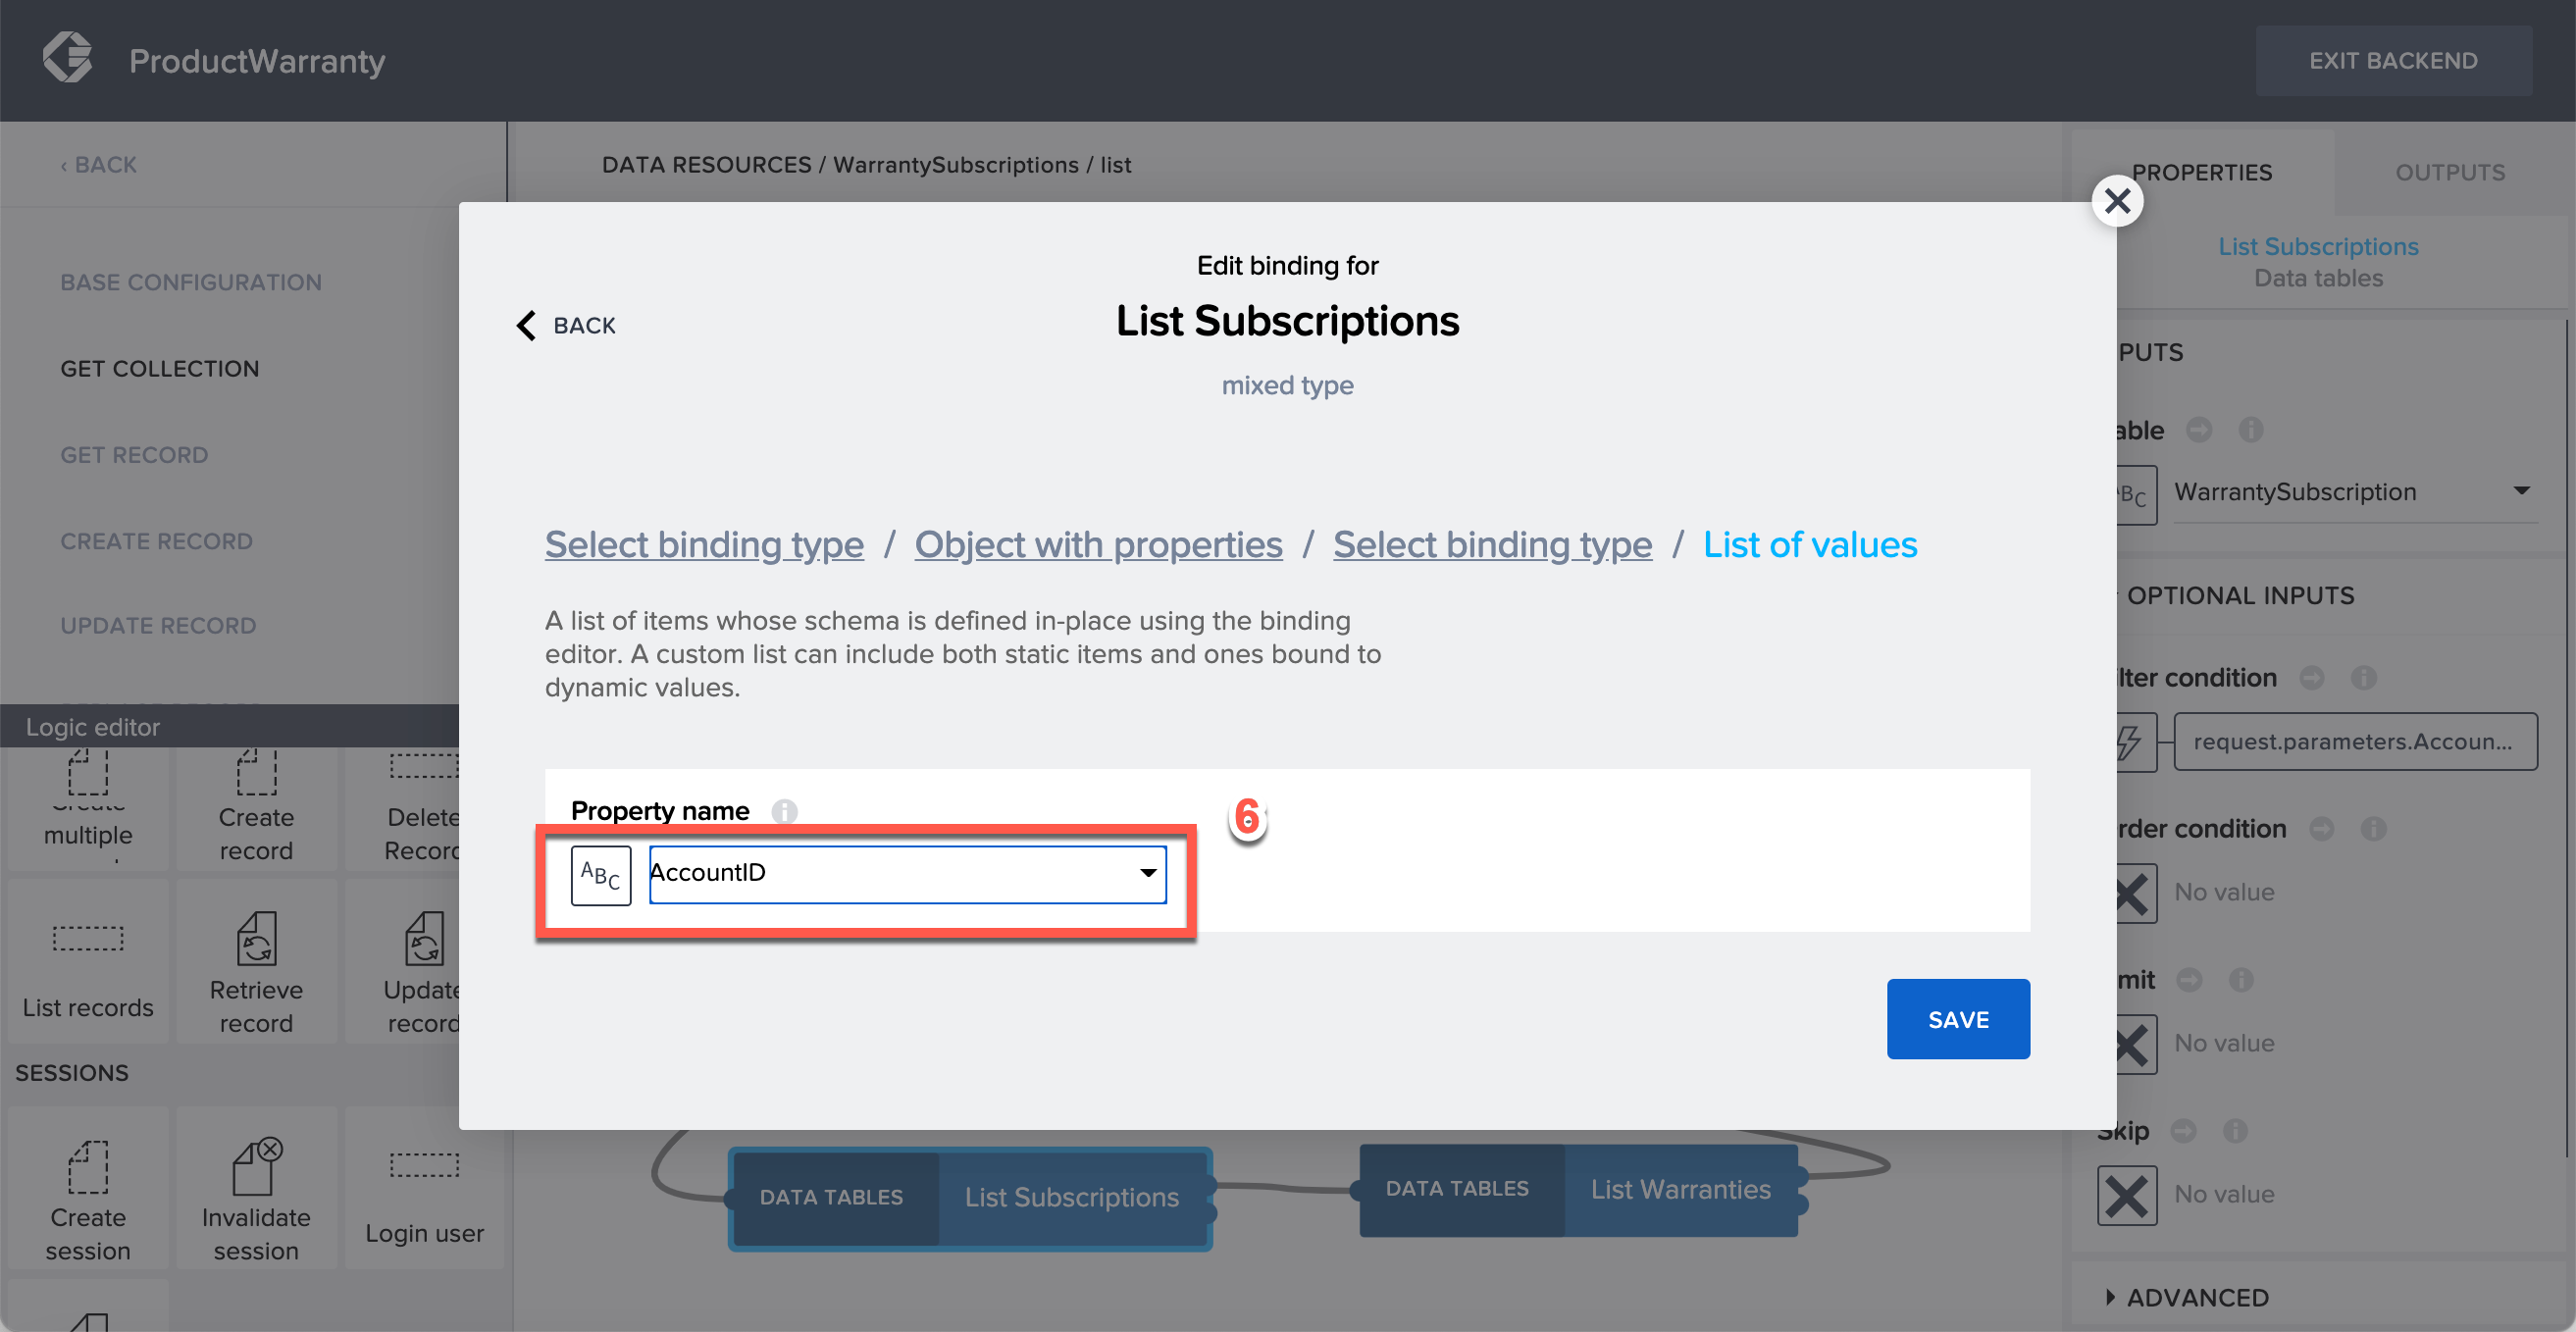 ProductWarranty
EXIT BACKEND
‹ BACK
DATA RESOURCES / WarrantySubscriptions / list
PROPERTIES
OUTPUTS
List Subscriptions
Data tables
BASE CONFIGURATION
GET COLLECTION
GET RECORD
CREATE RECORD
UPDATE RECORD
Logic editor
multiple
Create
record
Delete
Record
List records
Retrieve
record
Update
record
SESSIONS
Create
session
Invalidate
session
Login user
Edit binding for
BACK
List Subscriptions
mixed type
Select binding type / Object with properties / Select binding type / List of values
A list of items whose schema is defined in-place using the binding
editor. A custom list can include both static items and ones bound to
dynamic values.
Property name
6
ABC
AccountID
SAVE
DATA TABLES
List Subscriptions
DATA TABLES
List Warranties
PUTS
able
BC
WarrantySubscription
OPTIONAL INPUTS
lter condition
request.parameters.Accoun...
rder condition
No value
mit
No value
Skip
No value
ADVANCED